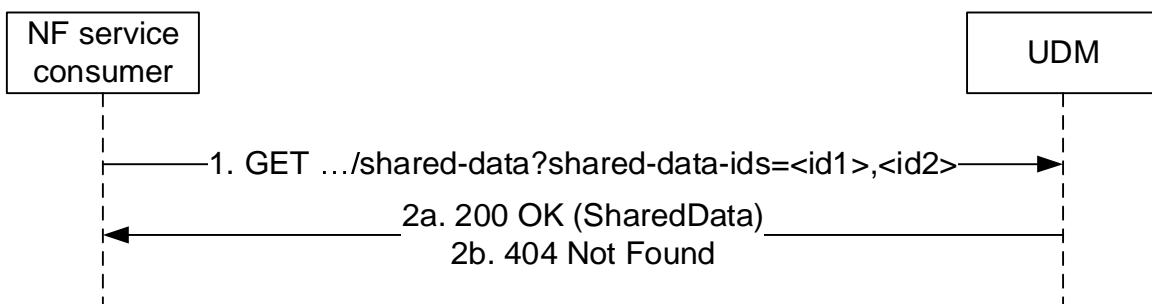 NF service
consumer
UDM
1. GET …/shared-data?shared-data-ids=<id1>,<id2>
2a. 200 OK (SharedData)
2b. 404 Not Found